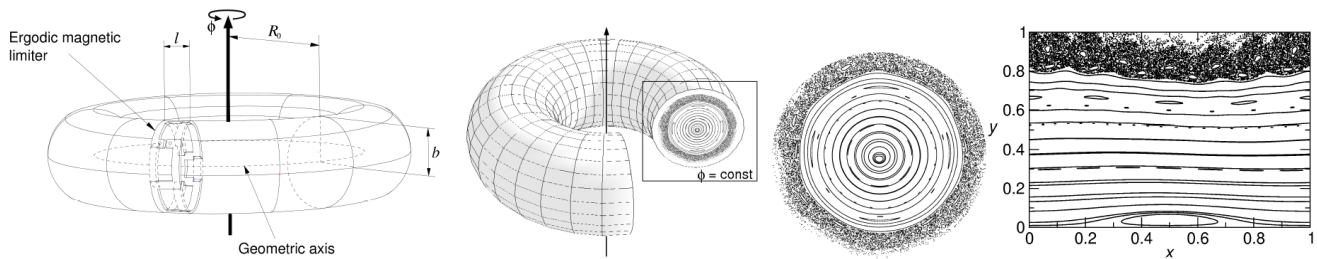 Ergodic magnetic
limiter
l
ϕ
R₀
b
Geometric axis
ϕ = const
y
1
0.8
0.6
0.4
0.2
0
0 0.2 0.4 0.6 0.8 1
x